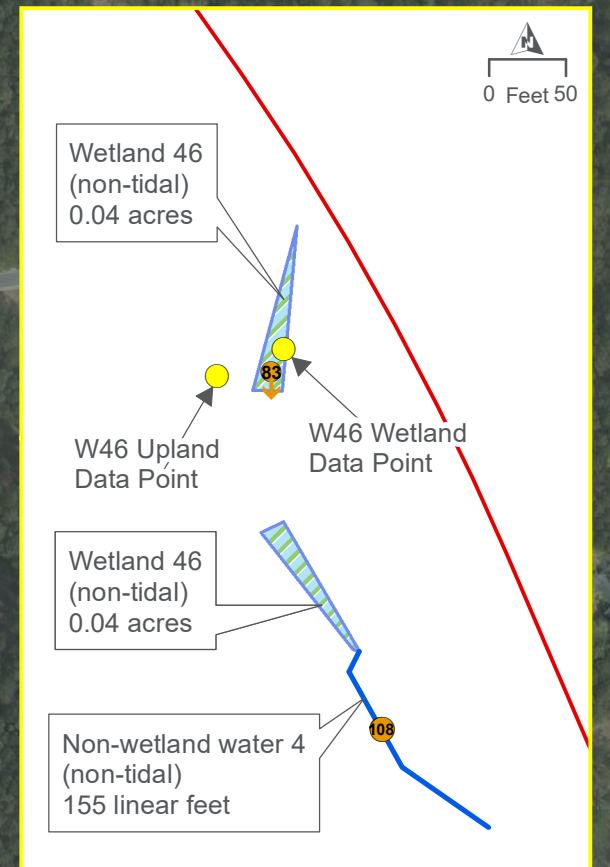 N
0 Feet 50
Wetland 46
(non-tidal)
0.04 acres
83
W46 Upland
Data Point
W46 Wetland
Data Point
Wetland 46
(non-tidal)
0.04 acres
108
Non-wetland water 4
(non-tidal)
155 linear feet